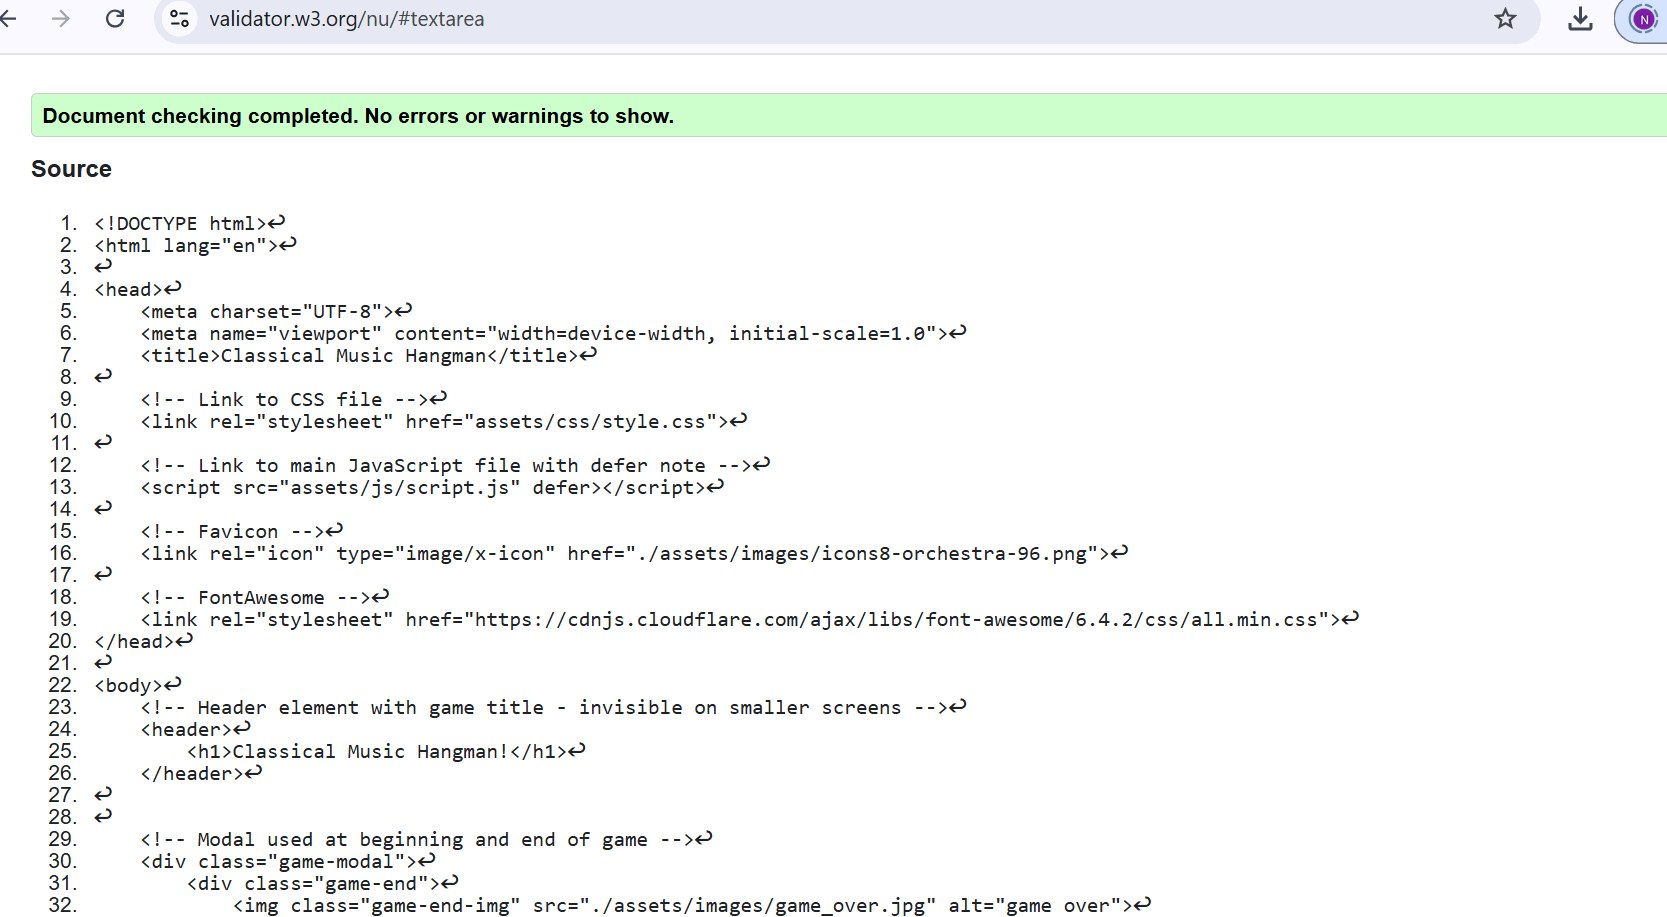 validator.w3.org/nu/#textarea
N
Document checking completed. No errors or warnings to show.
Source
1. <!DOCTYPE html>↩
2. <html lang="en">↩
3. ↩
4. <head>↩
5.     <meta charset="UTF-8">↩
6.     <meta name="viewport" content="width=device-width, initial-scale=1.0">↩
7.     <title>Classical Music Hangman</title>↩
8. ↩
9.     <!-- Link to CSS file -->↩
10.     <link rel="stylesheet" href="assets/css/style.css">↩
11. ↩
12.     <!-- Link to main JavaScript file with defer note -->↩
13.     <script src="assets/js/script.js" defer></script>↩
14. ↩
15.     <!-- Favicon -->↩
16.     <link rel="icon" type="image/x-icon" href="./assets/images/icons8-orchestra-96.png">↩
17. ↩
18.     <!-- FontAwesome -->↩
19.     <link rel="stylesheet" href="https://cdnjs.cloudflare.com/ajax/libs/font-awesome/6.4.2/css/all.min.css">↩
20. </head>↩
21. ↩
22. <body>↩
23.     <!-- Header element with game title - invisible on smaller screens -->↩
24.     <header>↩
25.         <h1>Classical Music Hangman!</h1>↩
26.     </header>↩
27. ↩
28. ↩
29.     <!-- Modal used at beginning and end of game -->↩
30.     <div class="game-modal">↩
31.         <div class="game-end">↩
32.             <img class="game-end-img" src="./assets/images/game_over.jpg" alt="game over">↩